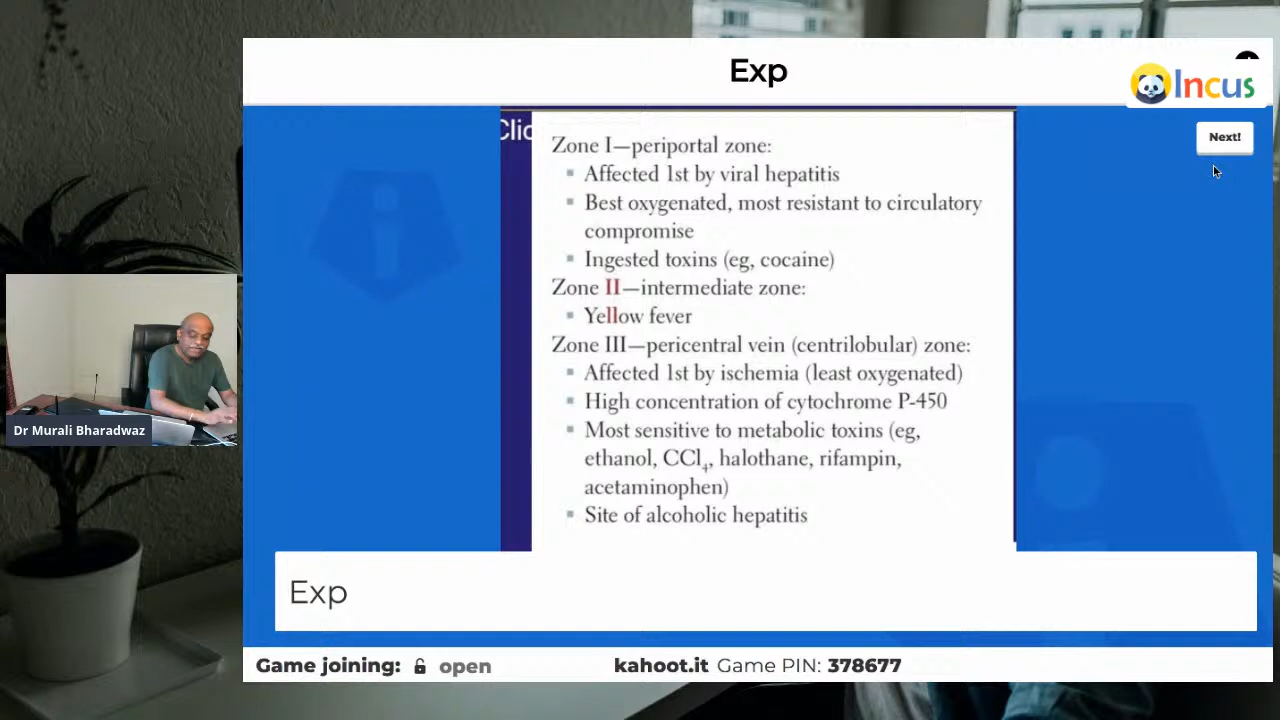 Exp
Incus
Next!
Clic
Zone I—periportal zone:
▪ Affected 1st by viral hepatitis
▪ Best oxygenated, most resistant to circulatory
compromise
▪ Ingested toxins (eg, cocaine)
Zone II—intermediate zone:
▪ Yellow fever
Zone III—pericentral vein (centrilobular) zone:
▪ Affected 1st by ischemia (least oxygenated)
▪ High concentration of cytochrome P-450
▪ Most sensitive to metabolic toxins (eg,
ethanol, CCl₄, halothane, rifampin,
acetaminophen)
▪ Site of alcoholic hepatitis
Dr Murali Bharadwaz
Exp
Game joining: open kahoot.it Game PIN: 378677